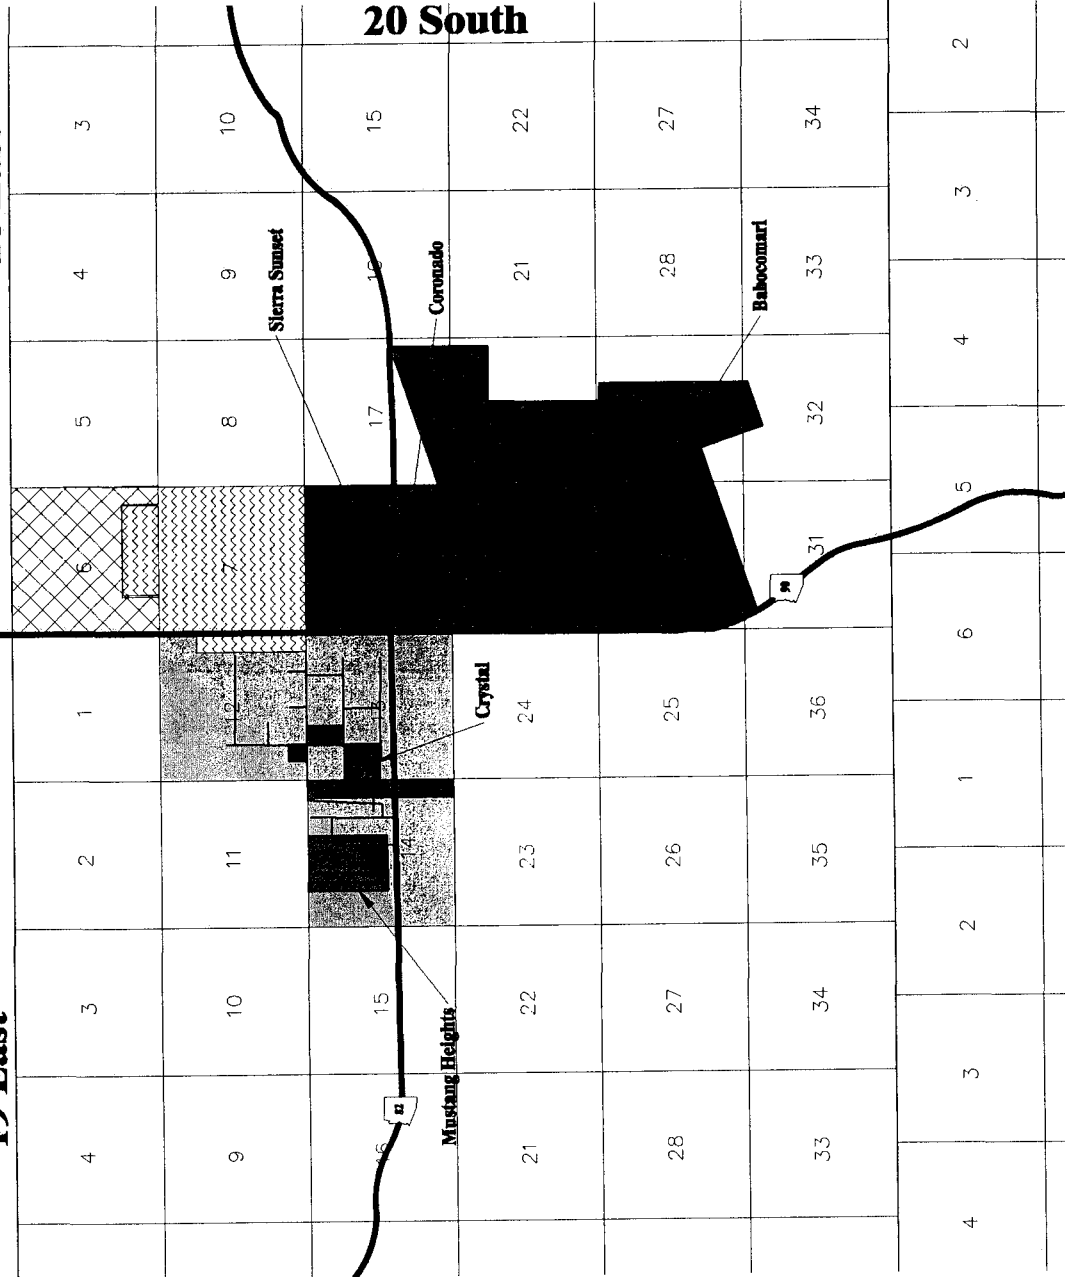 19 East
20 South
4 3 2 1 6 5 4 3
9 10 11 12 7 8 9 10
Sierra Sunset
16 15 14 13 17 16 15
82
Mustang Heights
Coronado
Crystal
21 22 23 24 21 22
28 27 26 25 28 27
Babocomari
90
33 34 35 36 31 32 33 34
4 3 2 1 6 5 4 3 2